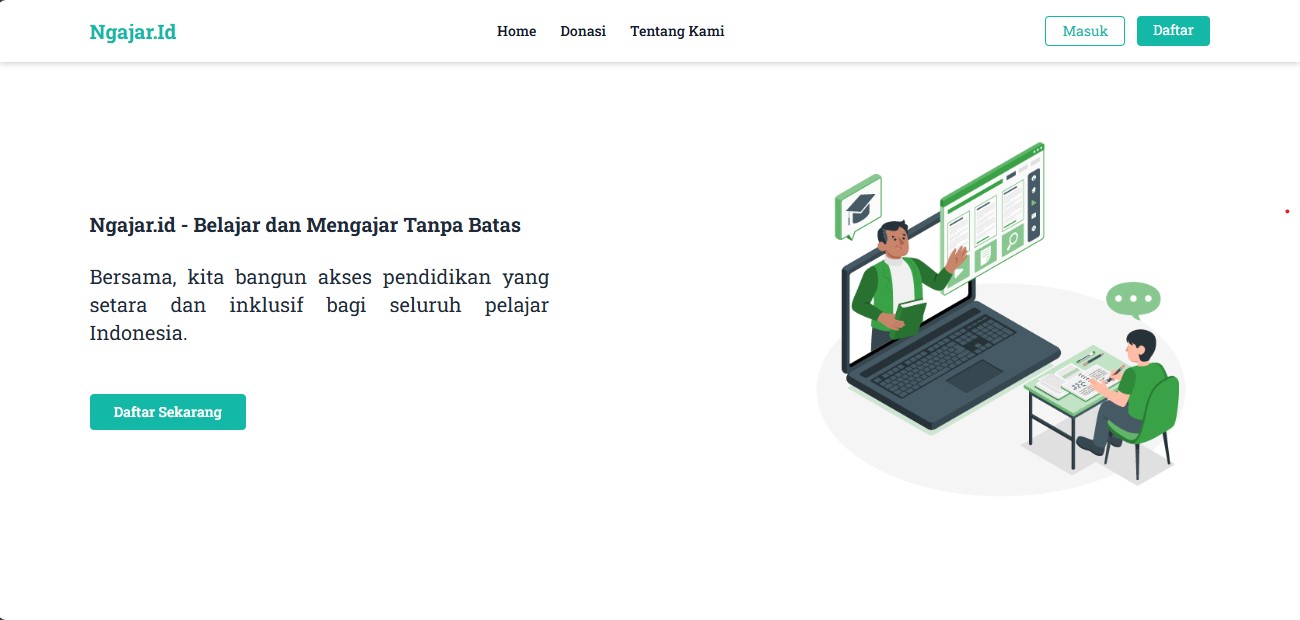 Ngajar.Id
Home
Donasi
Tentang Kami
Masuk
Daftar
Ngajar.id - Belajar dan Mengajar Tanpa Batas
Bersama, kita bangun akses pendidikan yang
setara dan inklusif bagi seluruh pelajar
Indonesia.
Daftar Sekarang